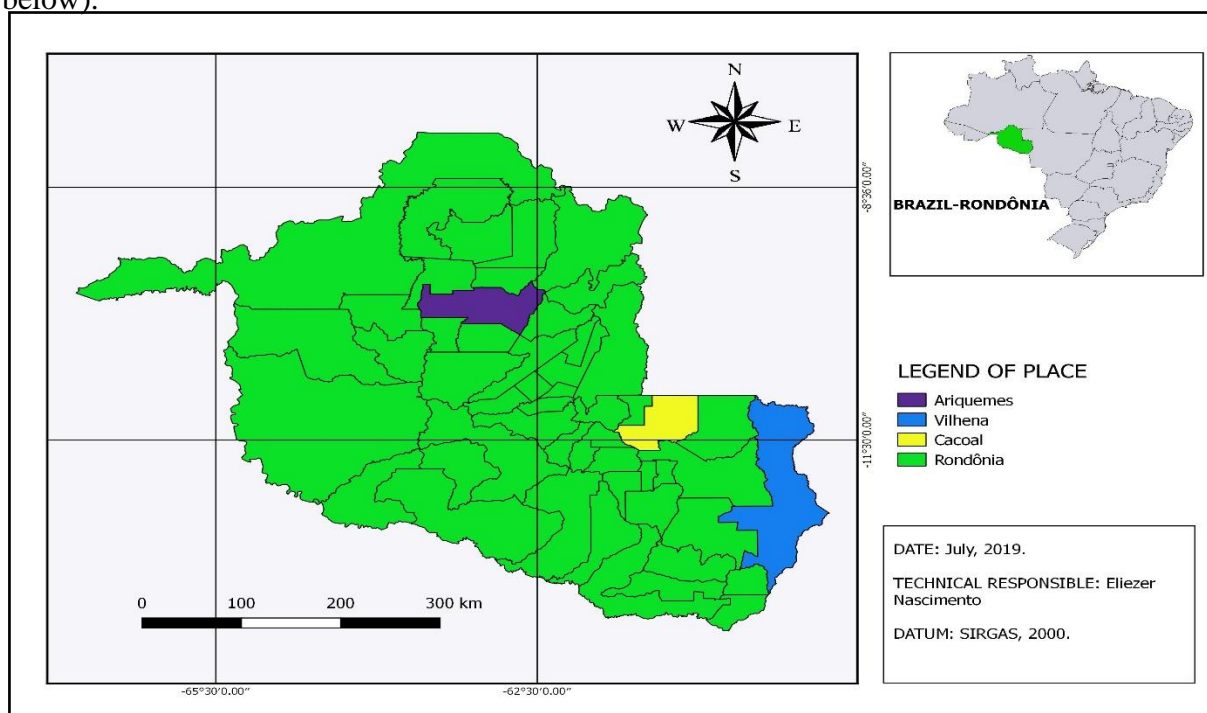 below).
N
W E
S
-8°36'0.00"
-11°30'0.00"
0 100 200 300 km
-65°30'0.00" -62°30'0.00"
BRAZIL-RONDÔNIA
LEGEND OF PLACE
Ariquemes
Vilhena
Cacoal
Rondônia
DATE: July, 2019.
TECHNICAL RESPONSIBLE: Eliezer
Nascimento
DATUM: SIRGAS, 2000.